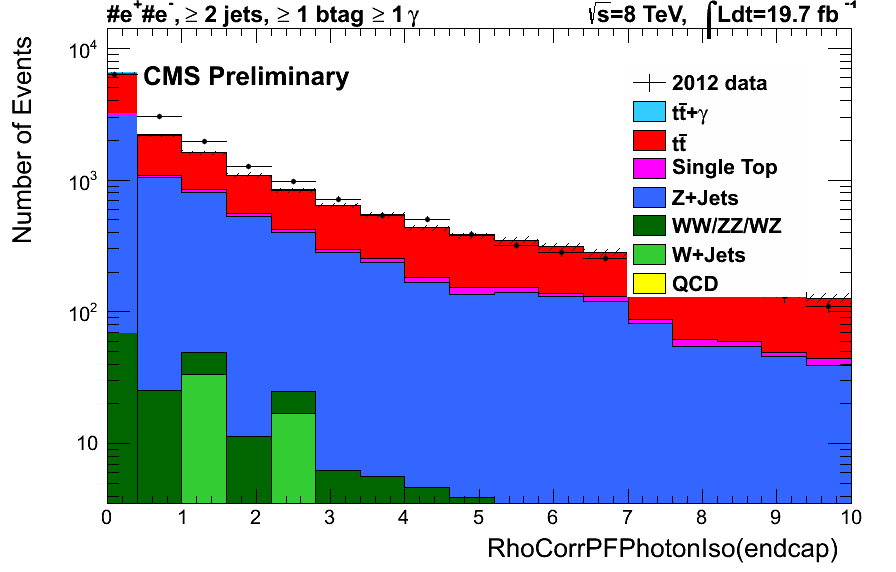 #e⁺#e⁻, ≥ 2 jets, ≥ 1 btag ≥ 1 γ
√s=8 TeV, ∫Ldt=19.7 fb⁻¹
CMS Preliminary
Number of Events
10⁴
10³
10²
10
2012 data
tt̄+γ
tt̄
Single Top
Z+Jets
WW/ZZ/WZ
W+Jets
QCD
0 1 2 3 4 5 6 7 8 9 10
RhoCorrPFPhotonIso(endcap)